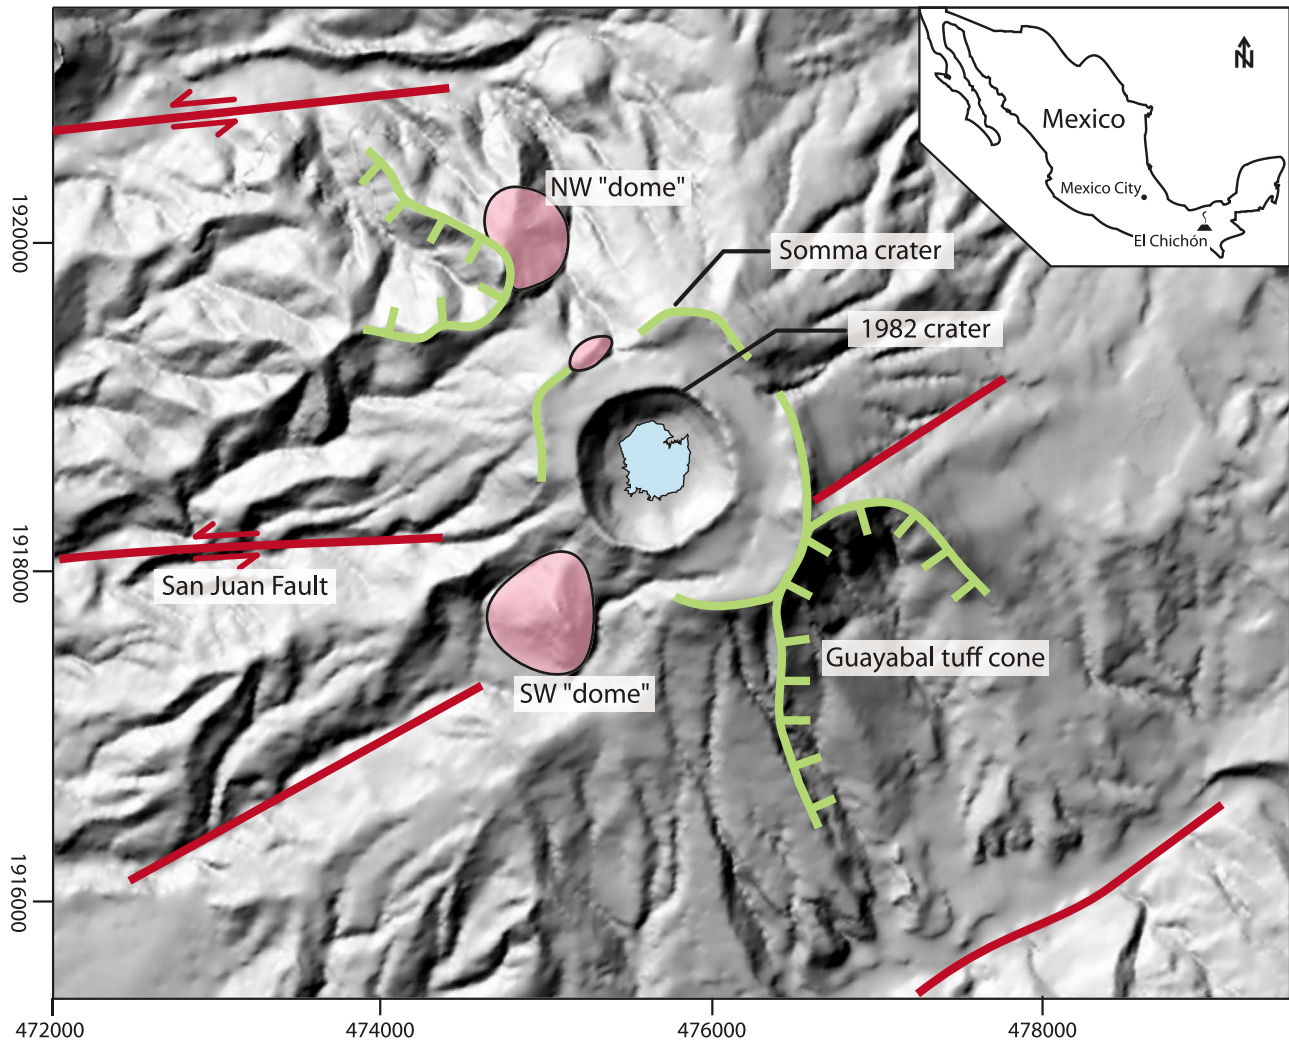 N
Mexico
Mexico City
El Chichón
NW "dome"
Somma crater
1982 crater
San Juan Fault
Guayabal tuff cone
SW "dome"
1920000
1918000
1916000
472000
474000
476000
478000